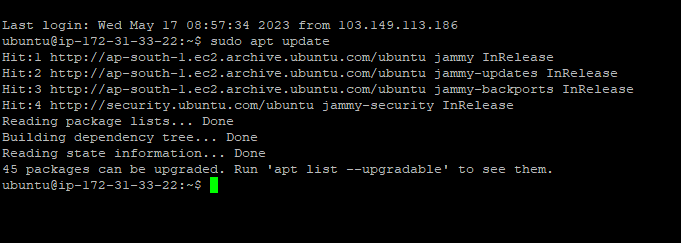 Last login: Wed May 17 08:57:34 2023 from 103.149.113.186
ubuntu@ip-172-31-33-22:~$ sudo apt update
Hit:1 http://ap-south-1.ec2.archive.ubuntu.com/ubuntu jammy InRelease
Hit:2 http://ap-south-1.ec2.archive.ubuntu.com/ubuntu jammy-updates InRelease
Hit:3 http://ap-south-1.ec2.archive.ubuntu.com/ubuntu jammy-backports InRelease
Hit:4 http://security.ubuntu.com/ubuntu jammy-security InRelease
Reading package lists... Done
Building dependency tree... Done
Reading state information... Done
45 packages can be upgraded. Run 'apt list --upgradable' to see them.
ubuntu@ip-172-31-33-22:~$